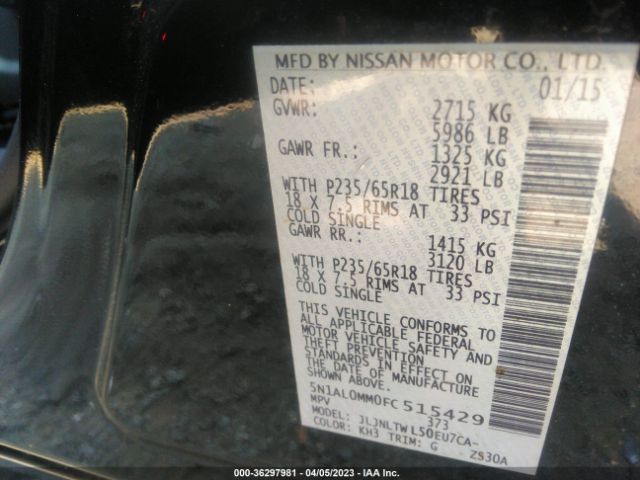 MFD BY NISSAN MOTOR CO., LTD.
DATE: 01/15
GVWR: 2715 KG
5986 LB
GAWR FR.: 1325 KG
2921 LB
WITH P235/65R18 TIRES
18 X 7.5 RIMS AT 33 PSI
COLD SINGLE
GAWR RR.: 1415 KG
3120 LB
WITH P235/65R18 TIRES
18 X 7.5 RIMS AT 33 PSI
COLD SINGLE
THIS VEHICLE CONFORMS TO
ALL APPLICABLE FEDERAL
MOTOR VEHICLE SAFETY AND
THEFT PREVENTION
STANDARDS IN EFFECT ON
THE DATE OF MANUFACTURE
SHOWN ABOVE.
5N1AL0MM0FC515429
MPV 373
MODEL: JLJNLTWL50EU7CA-
COLOR: KH3 TRIM: G ZS30A
000-36297981 - 04/05/2023 - IAJNJ.COM